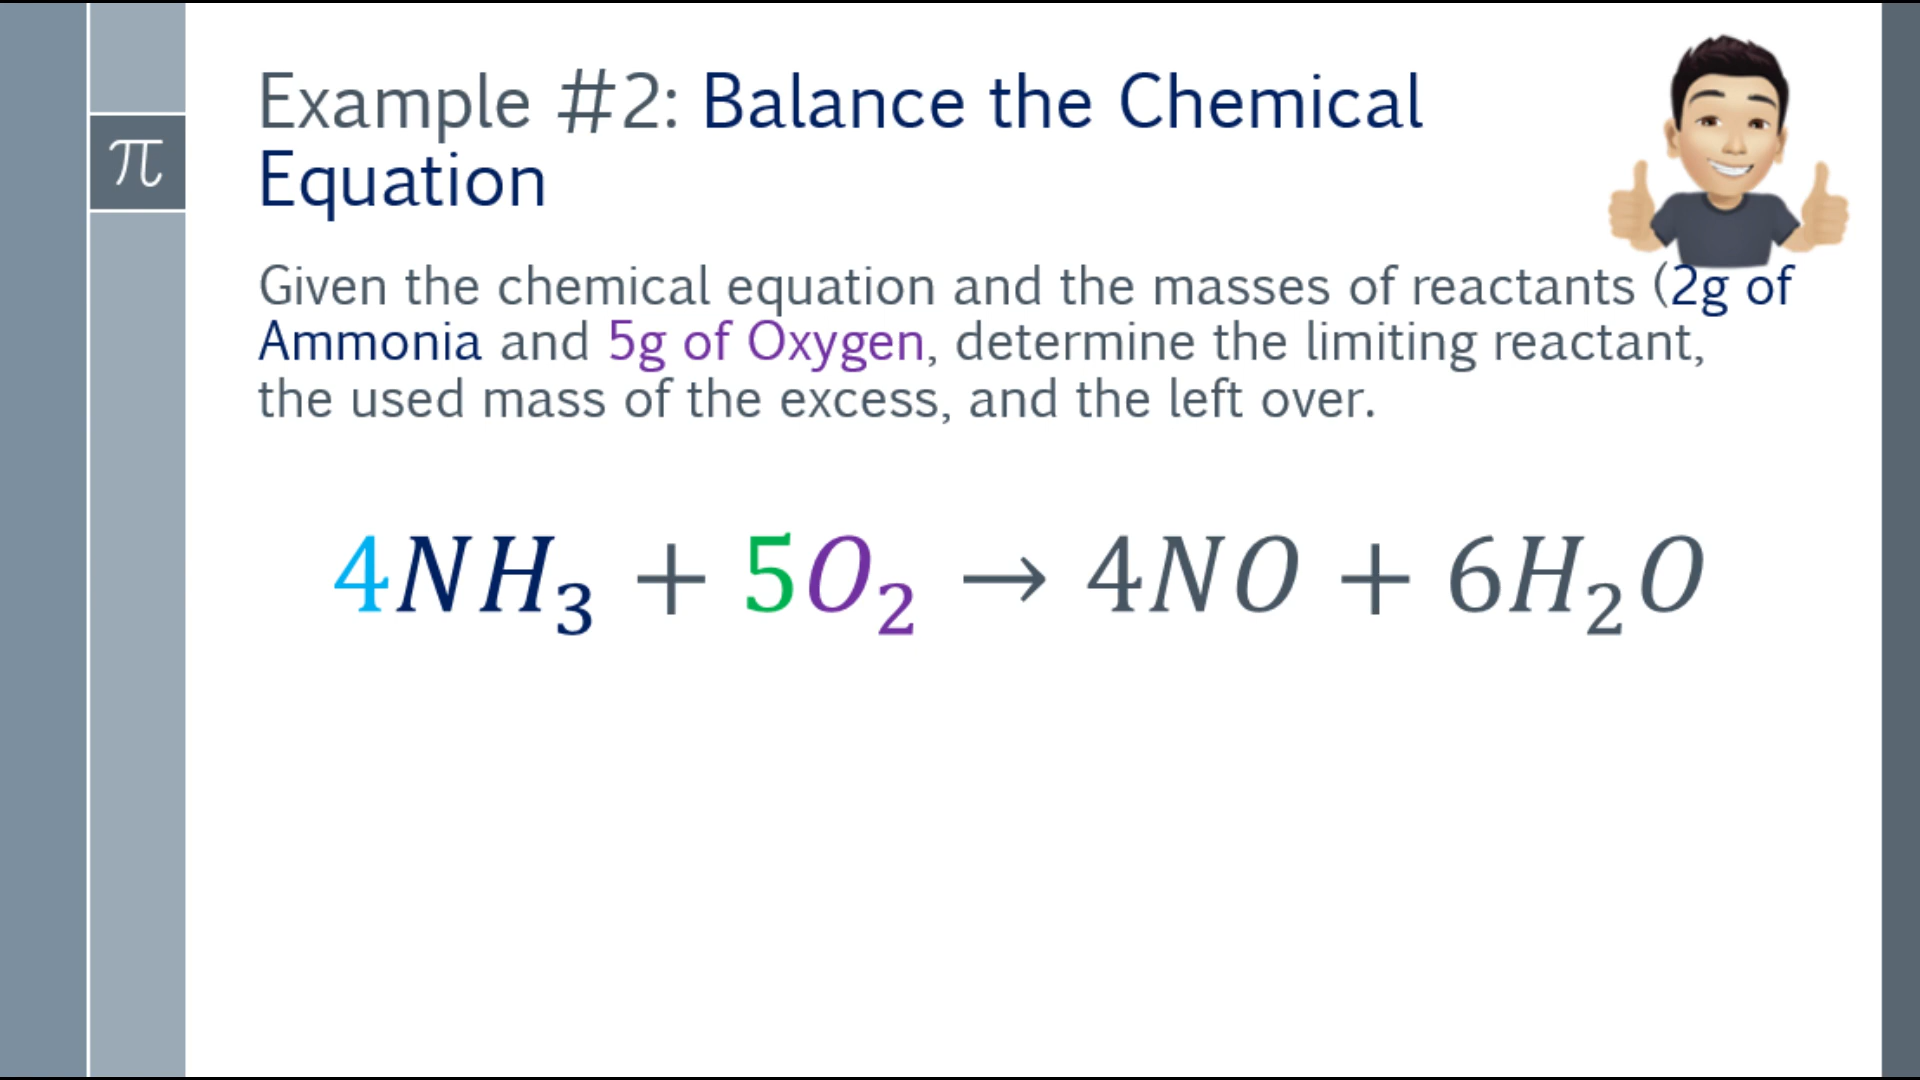 Example #2: Balance the Chemical
Equation
π
Given the chemical equation and the masses of reactants (2g of
Ammonia and 5g of Oxygen, determine the limiting reactant,
the used mass of the excess, and the left over.
4NH₃ + 5O₂ → 4NO + 6H₂O